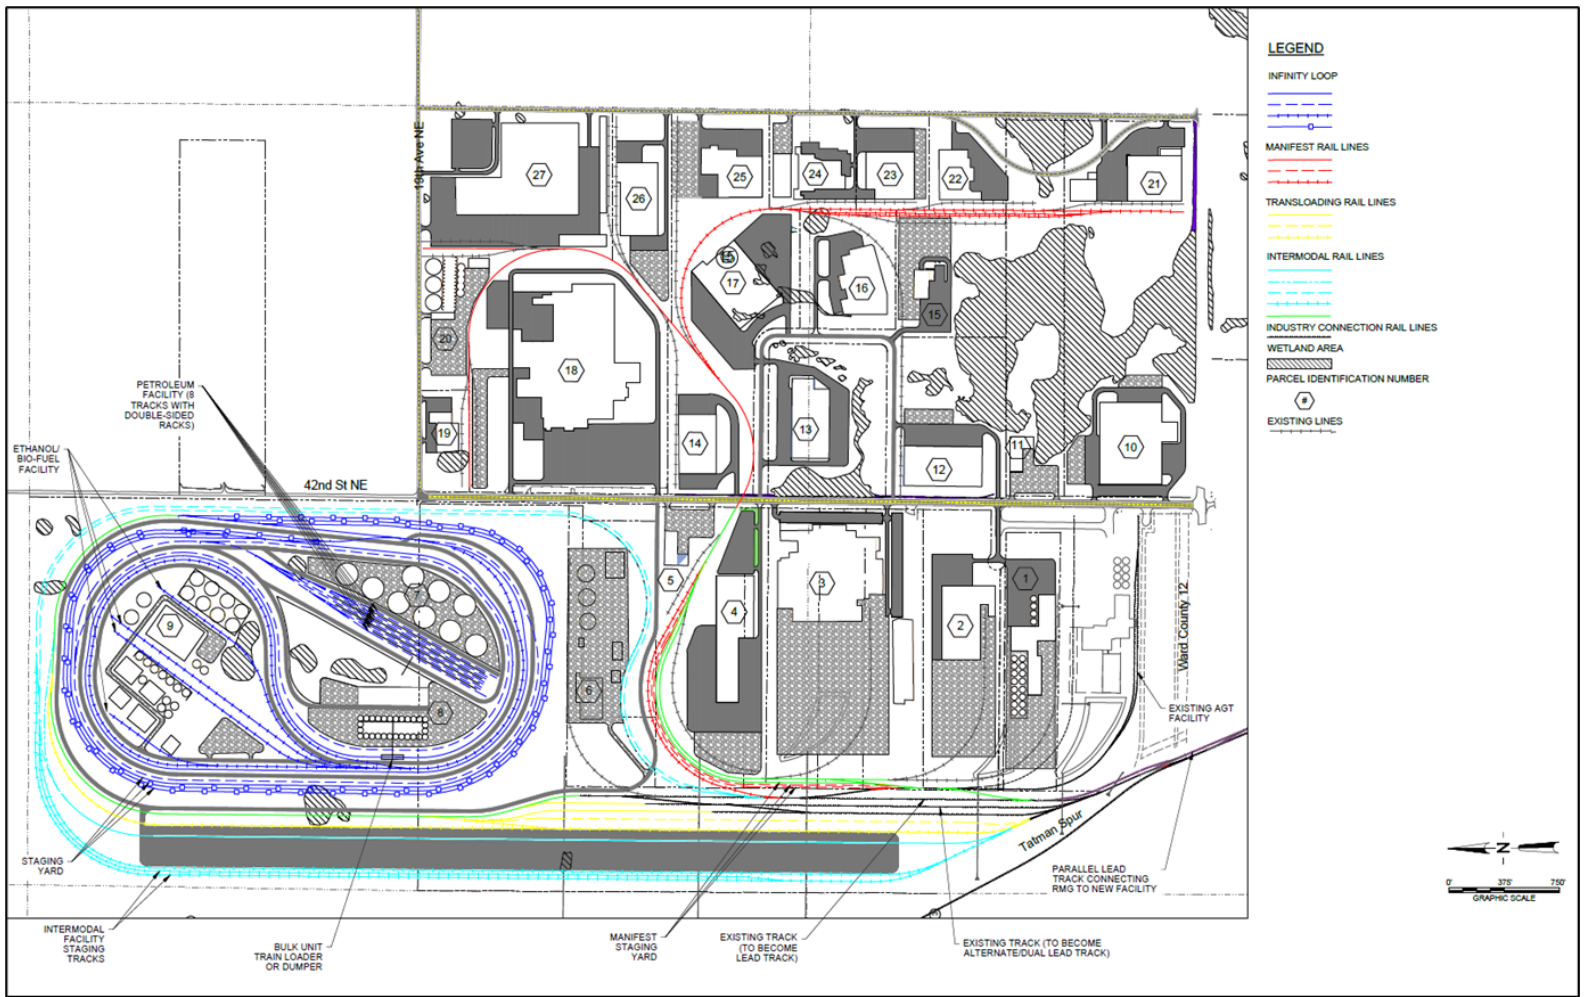 LEGEND
INFINITY LOOP
MANIFEST RAIL LINES
TRANSLOADING RAIL LINES
INTERMODAL RAIL LINES
INDUSTRY CONNECTION RAIL LINES
WETLAND AREA
PARCEL IDENTIFICATION NUMBER
#
EXISTING LINES
19th Ave NE
27
26
25
24
23
22
21
17
16
15
20
18
19
14
13
12
11
10
PETROLEUM
FACILITY (8
TRACKS WITH
DOUBLE-SIDED
RACKS)
ETHANOL/
BIO-FUEL
FACILITY
42nd St NE
9
7
8
6
5
4
3
2
1
Ward County 12
EXISTING AGT
FACILITY
Tatman Spur
PARALLEL LEAD
TRACK CONNECTING
RMG TO NEW FACILITY
STAGING
YARD
INTERMODAL
FACILITY
STAGING
TRACKS
BULK UNIT
TRAIN LOADER
OR DUMPER
MANIFEST
STAGING
YARD
EXISTING TRACK
(TO BECOME
LEAD TRACK)
EXISTING TRACK (TO BECOME
ALTERNATE/DUAL LEAD TRACK)
N
0' 375' 750'
GRAPHIC SCALE